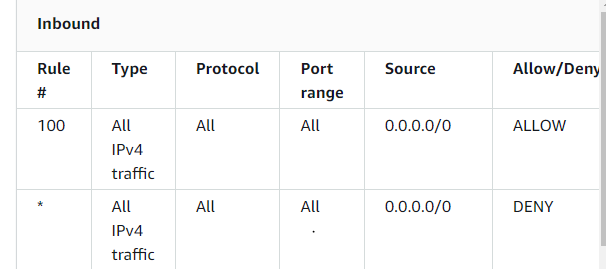 Inbound
Rule # Type Protocol Port range Source Allow/Deny
100 All IPv4 traffic All All 0.0.0.0/0 ALLOW
* All IPv4 traffic All All 0.0.0.0/0 DENY